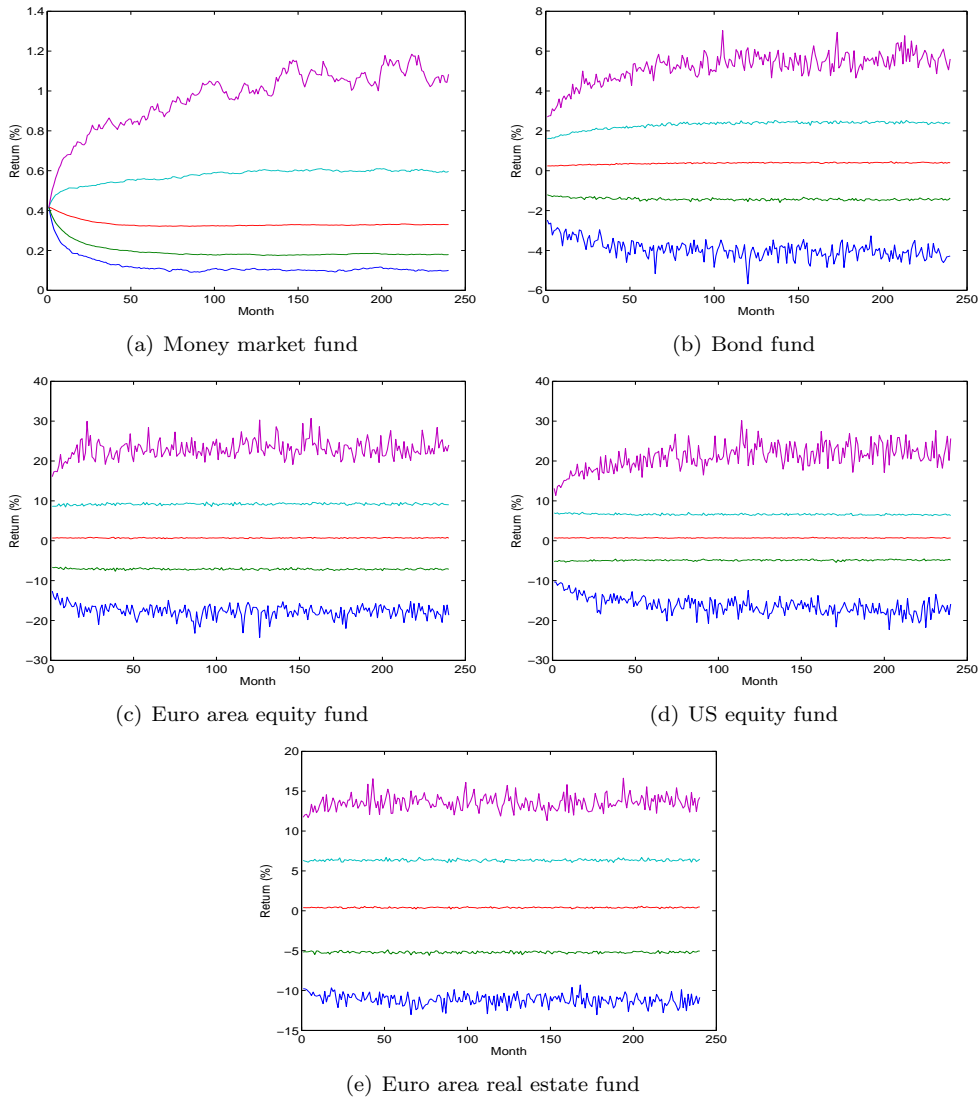 1.4
1.2
1
0.8
0.6
0.4
0.2
0
Return (%)
0 50 100 150 200 250
Month
(a) Money market fund
8
6
4
2
0
−2
−4
−6
Return (%)
0 50 100 150 200 250
Month
(b) Bond fund
40
30
20
10
0
−10
−20
−30
Return (%)
0 50 100 150 200 250
Month
(c) Euro area equity fund
40
30
20
10
0
−10
−20
−30
Return (%)
0 50 100 150 200 250
Month
(d) US equity fund
20
15
10
5
0
−5
−10
−15
Return (%)
0 50 100 150 200 250
Month
(e) Euro area real estate fund